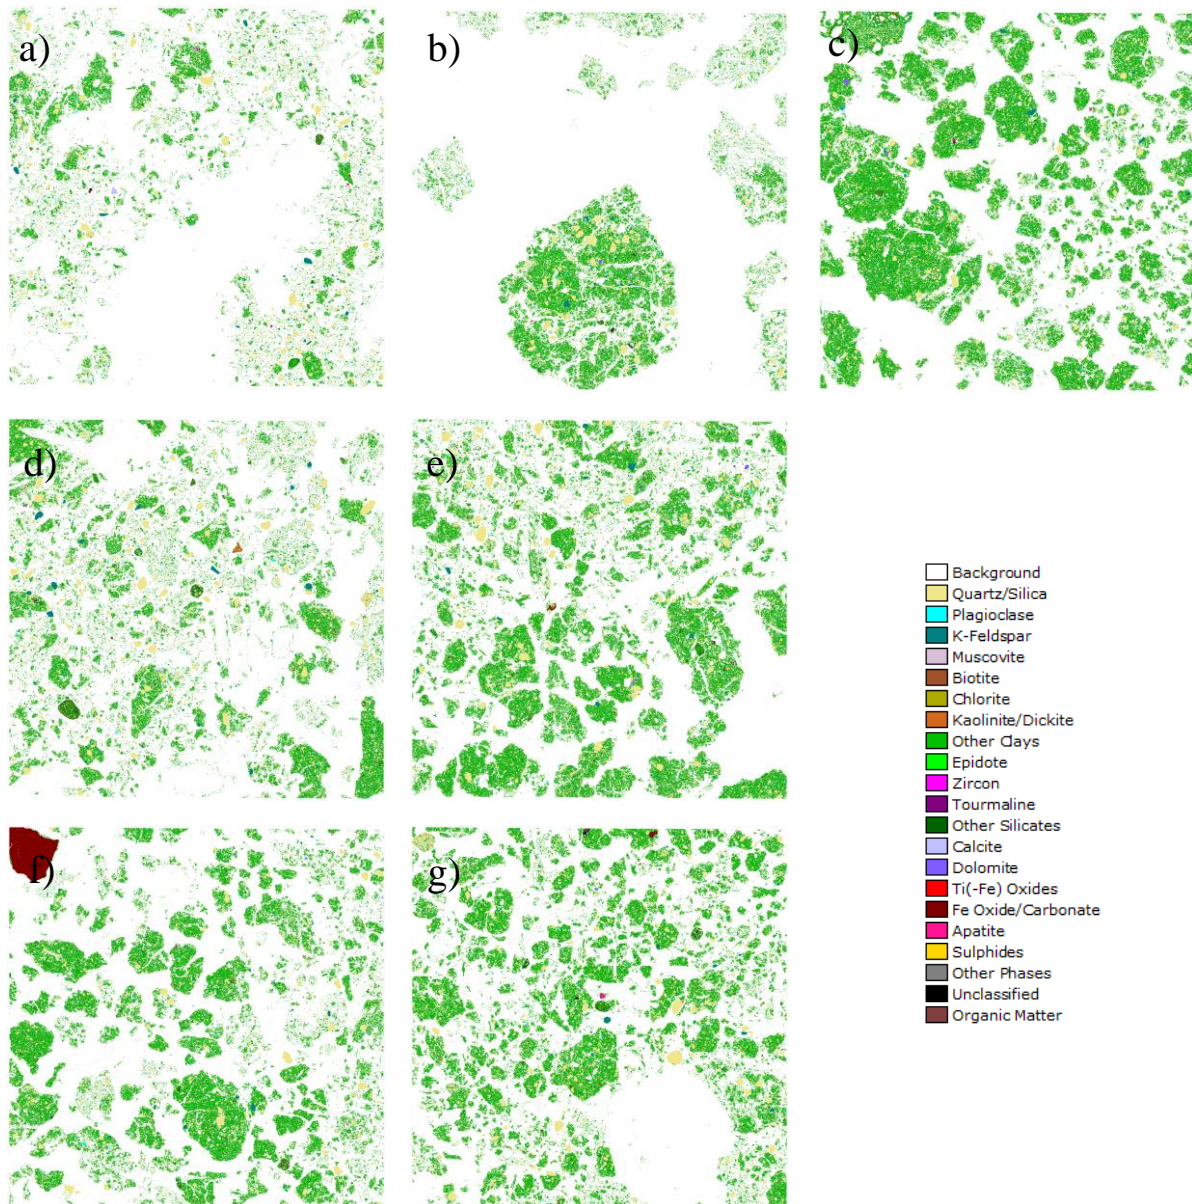 a)
b)
c)
d)
e)
f)
g)
Background
Quartz/Silica
Plagioclase
K-Feldspar
Muscovite
Biotite
Chlorite
Kaolinite/Dickite
Other Clays
Epidote
Zircon
Tourmaline
Other Silicates
Calcite
Dolomite
Ti(-Fe) Oxides
Fe Oxide/Carbonate
Apatite
Sulphides
Other Phases
Unclassified
Organic Matter